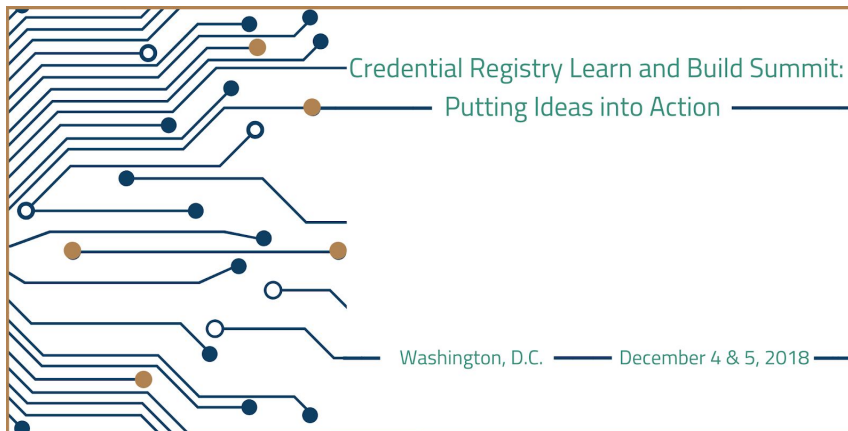 Credential Registry Learn and Build Summit:
Putting Ideas into Action
Washington, D.C. December 4 & 5, 2018